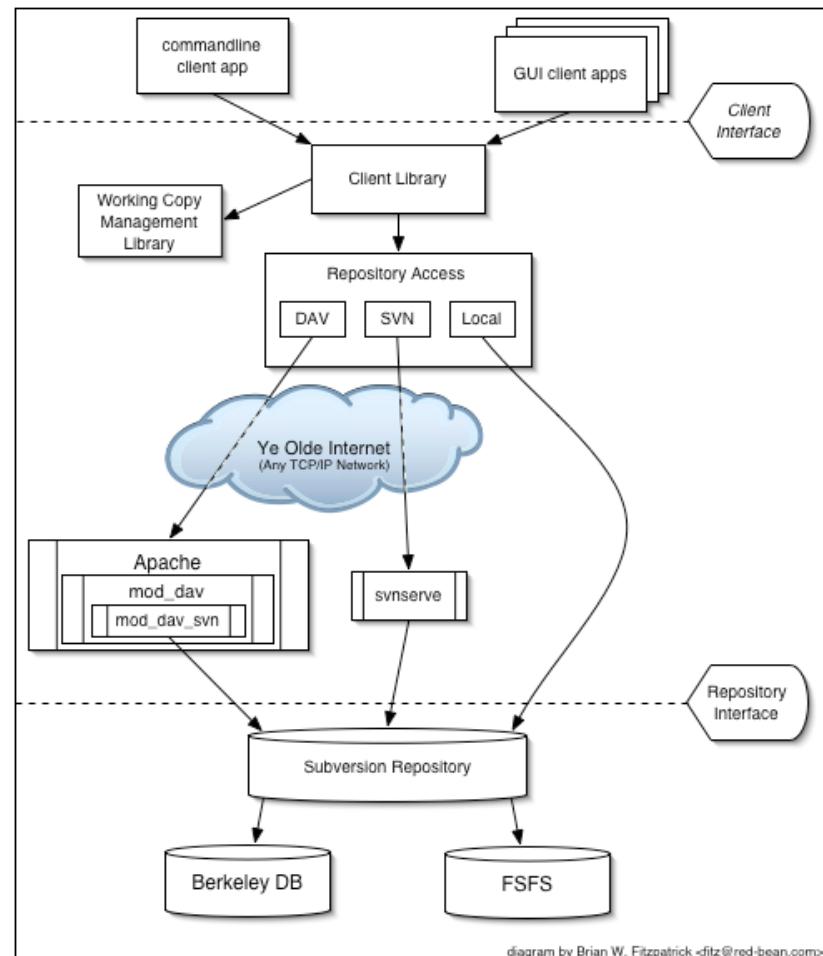 commandline
client app
GUI client apps
Client
Interface
Client Library
Working Copy
Management
Library
Repository Access
DAV
SVN
Local
Ye Olde Internet
(Any TCP/IP Network)
Apache
mod_dav
mod_dav_svn
svnserve
Repository
Interface
Subversion Repository
Berkeley DB
FSFS
diagram by Brian W. Fitzpatrick <fitz@red-bean.com>